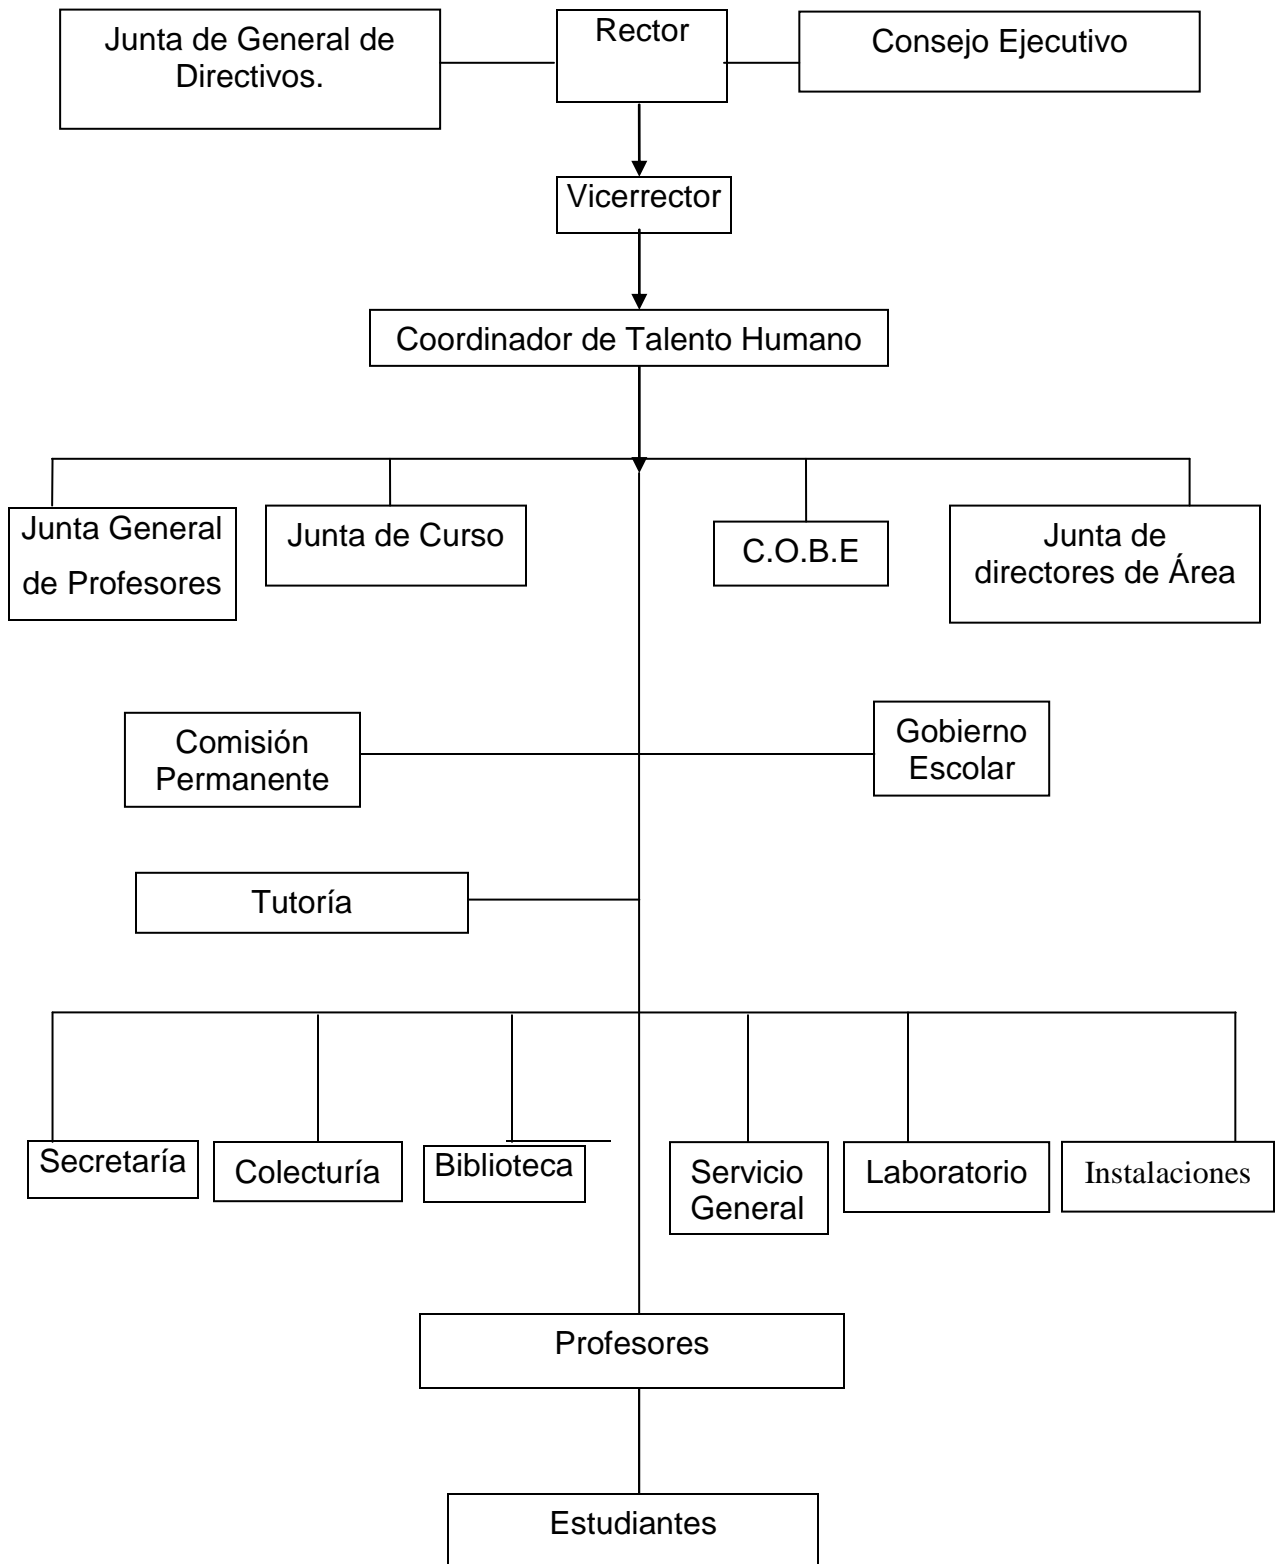 Junta de General de
Directivos.
Rector
Consejo Ejecutivo
Vicerrector
Coordinador de Talento Humano
Junta General
de Profesores
Junta de Curso
C.O.B.E
Junta de
directores de Área
Comisión
Permanente
Gobierno
Escolar
Tutoría
Secretaría
Colecturía
Biblioteca
Servicio
General
Laboratorio
Instalaciones
Profesores
Estudiantes